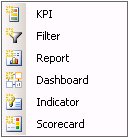 KPI
Filter
Report
Dashboard
Indicator
Scorecard